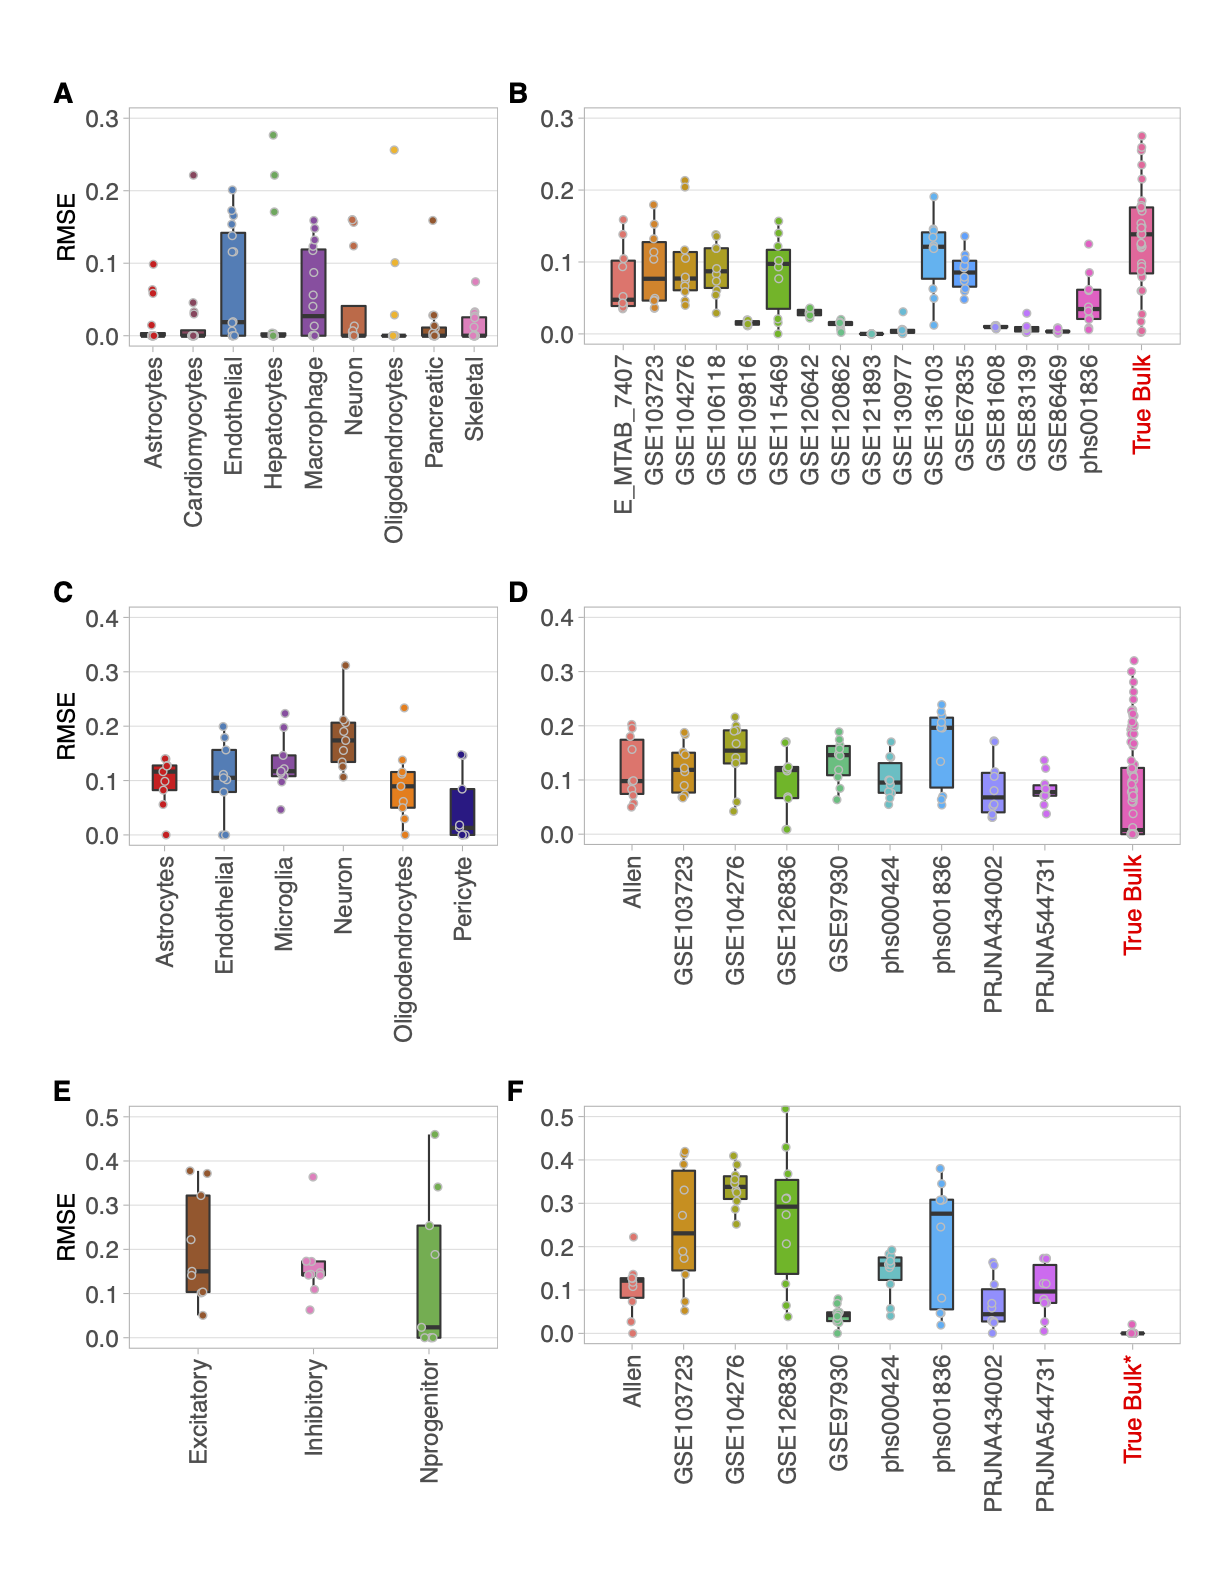 A
RMSE
0.3
0.2
0.1
0.0
Astrocytes
Cardiomyocytes
Endothelial
Hepatocytes
Macrophage
Neuron
Oligodendrocytes
Pancreatic
Skeletal
B
0.3
0.2
0.1
0.0
E_MTAB_7407
GSE103723
GSE104276
GSE106118
GSE109816
GSE115469
GSE120642
GSE120862
GSE121893
GSE130977
GSE136103
GSE67835
GSE81608
GSE83139
GSE86469
phs001836
True Bulk
C
RMSE
0.4
0.3
0.2
0.1
0.0
Astrocytes
Endothelial
Microglia
Neuron
Oligodendrocytes
Pericyte
D
0.4
0.3
0.2
0.1
0.0
Allen
GSE103723
GSE104276
GSE126836
GSE97930
phs000424
phs001836
PRJNA434002
PRJNA544731
True Bulk
E
RMSE
0.5
0.4
0.3
0.2
0.1
0.0
Excitatory
Inhibitory
Nprogenitor
F
0.5
0.4
0.3
0.2
0.1
0.0
Allen
GSE103723
GSE104276
GSE126836
GSE97930
phs000424
phs001836
PRJNA434002
PRJNA544731
True Bulk*